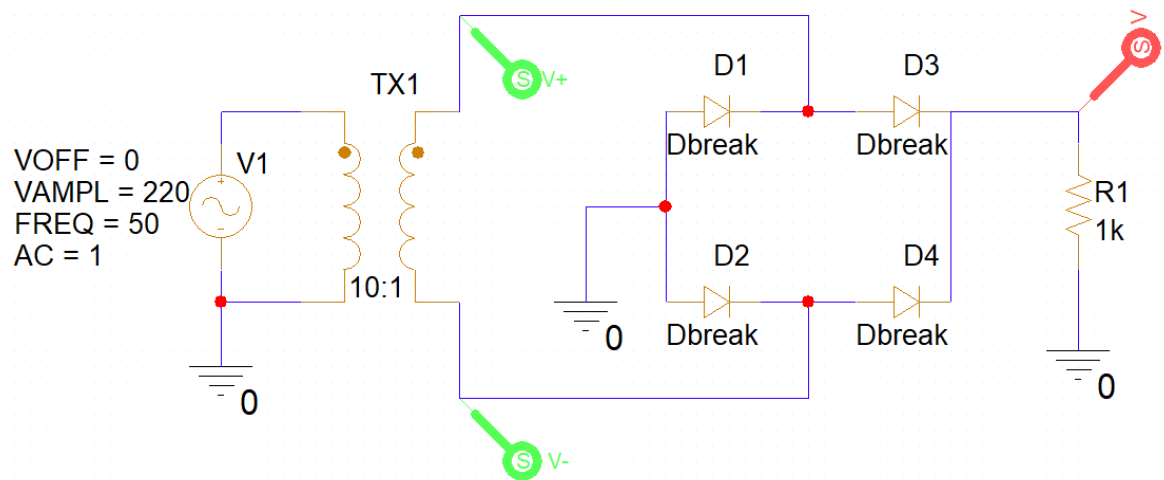 V
D1
D3
S
V+
TX1
S
Dbreak
Dbreak
VOFF = 0
VAMPL = 220
FREQ = 50
AC = 1
V1
+
-
R1
1k
D2
D4
10:1
0
Dbreak
Dbreak
0
0
S
V-